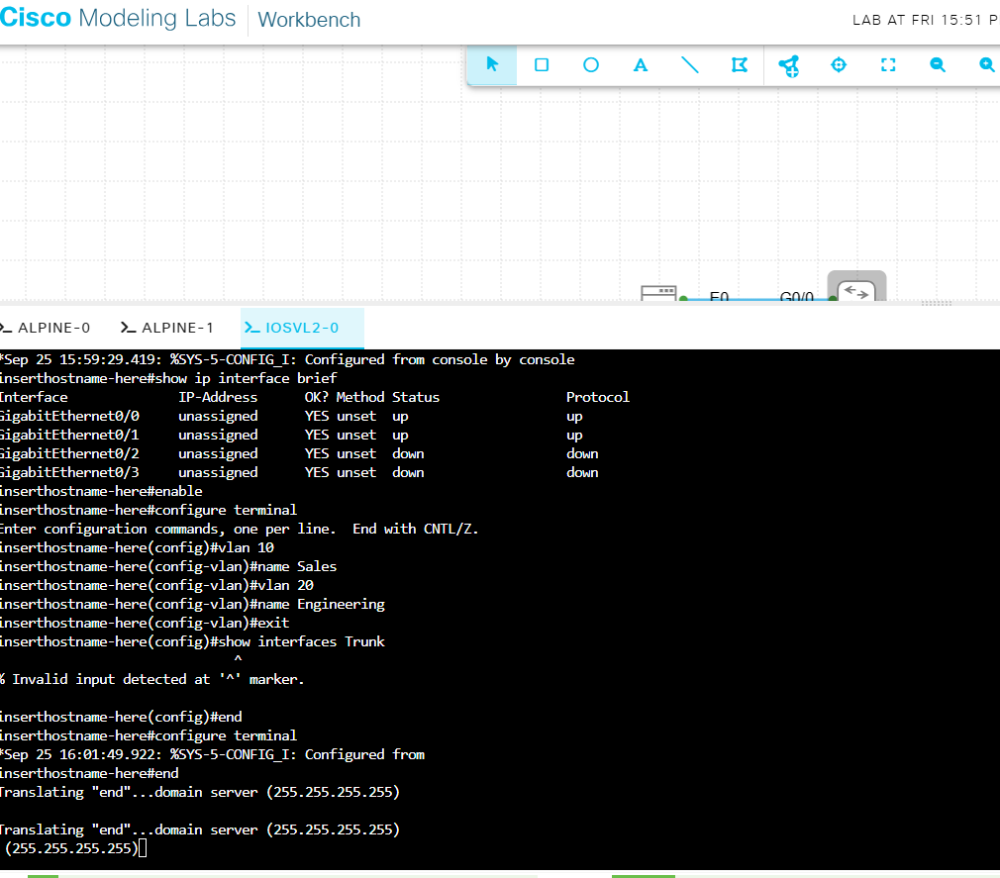 Cisco Modeling Labs Workbench LAB AT FRI 15:51 P
A
E0 G0/0
ALPINE-0 ALPINE-1 IOSVL2-0
*Sep 25 15:59:29.419: %SYS-5-CONFIG_I: Configured from console by console
inserthostname-here#show ip interface brief
Interface IP-Address OK? Method Status Protocol
GigabitEthernet0/0 unassigned YES unset up up
GigabitEthernet0/1 unassigned YES unset up up
GigabitEthernet0/2 unassigned YES unset down down
GigabitEthernet0/3 unassigned YES unset down down
inserthostname-here#enable
inserthostname-here#configure terminal
Enter configuration commands, one per line. End with CNTL/Z.
inserthostname-here(config)#vlan 10
inserthostname-here(config-vlan)#name Sales
inserthostname-here(config-vlan)#vlan 20
inserthostname-here(config-vlan)#name Engineering
inserthostname-here(config-vlan)#exit
inserthostname-here(config)#show interfaces Trunk
^
% Invalid input detected at '^' marker.
inserthostname-here(config)#end
inserthostname-here#configure terminal
*Sep 25 16:01:49.922: %SYS-5-CONFIG_I: Configured from
inserthostname-here#end
Translating "end"...domain server (255.255.255.255)
Translating "end"...domain server (255.255.255.255)
(255.255.255.255)